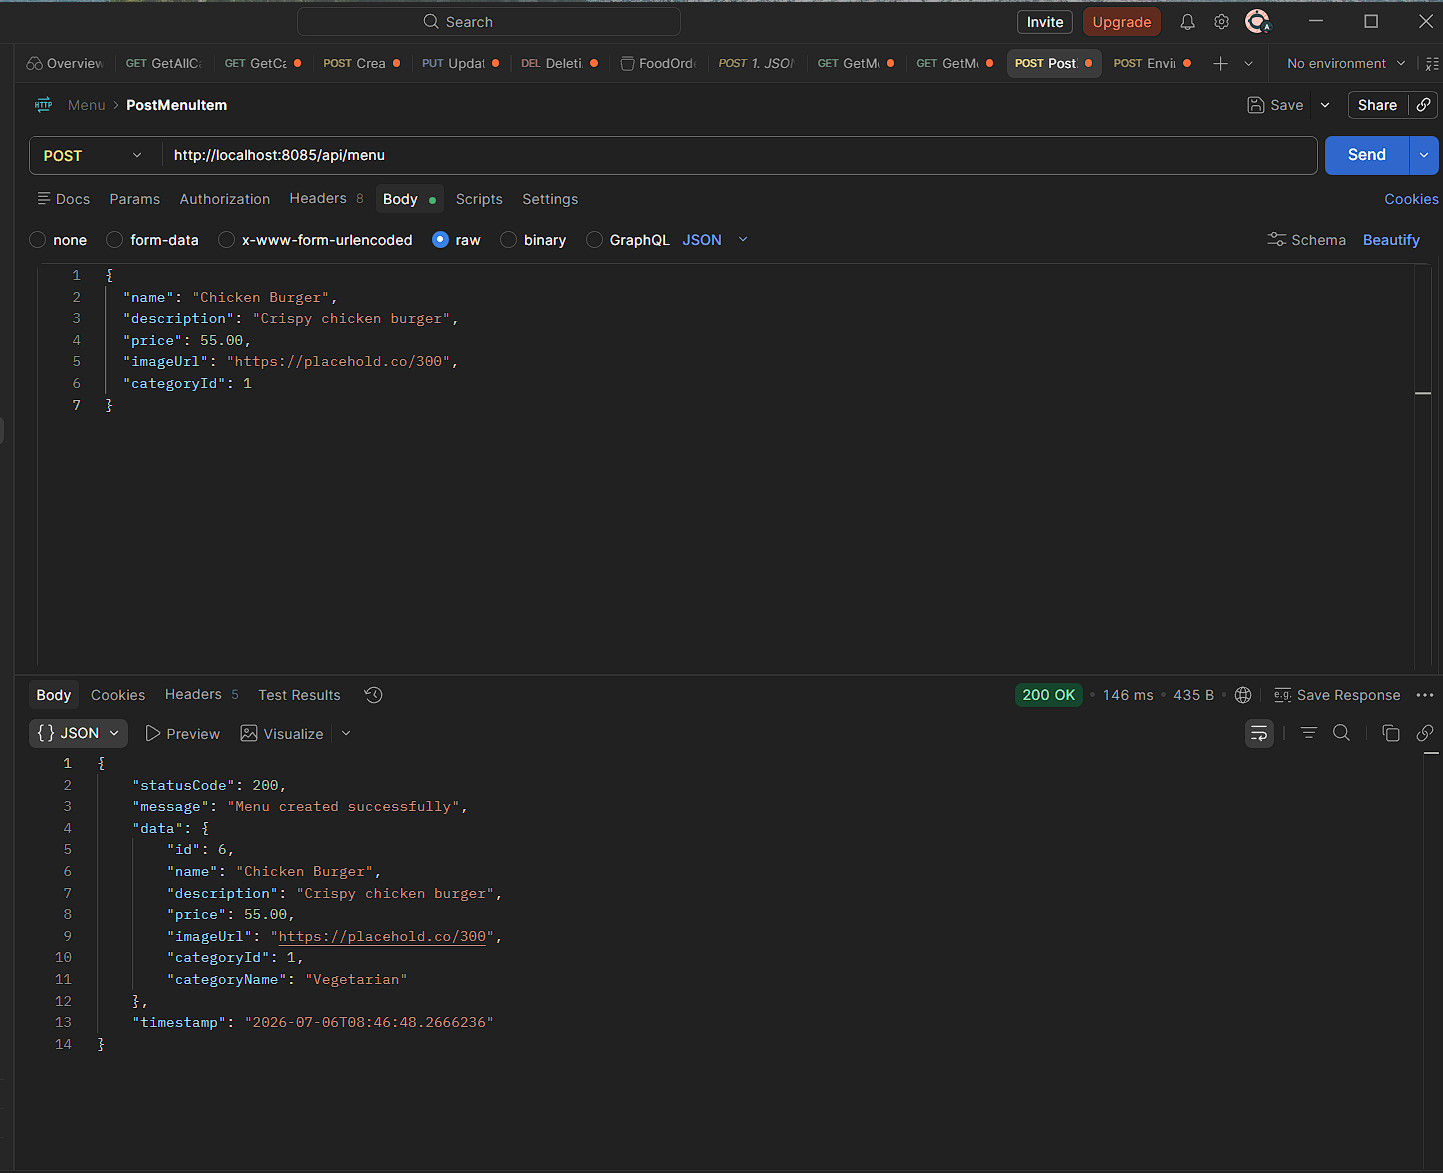 Search
Invite
Upgrade
Overview
GET GetAllCa
GET GetCa
POST Crea
PUT Updat
DEL Deleti
FoodOrde
POST 1. JSON
GET GetMe
GET GetMe
POST Post
POST Envi
No environment
HTTP Menu > PostMenuItem
Save
Share
POST
http://localhost:8085/api/menu
Send
Docs Params Authorization Headers 8 Body Scripts Settings
Cookies
none form-data x-www-form-urlencoded raw binary GraphQL JSON
Schema Beautify
1 {
2 "name": "Chicken Burger",
3 "description": "Crispy chicken burger",
4 "price": 55.00,
5 "imageUrl": "https://placehold.co/300",
6 "categoryId": 1
7 }
Body Cookies Headers 5 Test Results
200 OK • 146 ms • 435 B •
e.g. Save Response
{} JSON Preview Visualize
1 {
2 "statusCode": 200,
3 "message": "Menu created successfully",
4 "data": {
5 "id": 6,
6 "name": "Chicken Burger",
7 "description": "Crispy chicken burger",
8 "price": 55.00,
9 "imageUrl": "https://placehold.co/300",
10 "categoryId": 1,
11 "categoryName": "Vegetarian"
12 },
13 "timestamp": "2026-07-06T08:46:48.2666236"
14 }